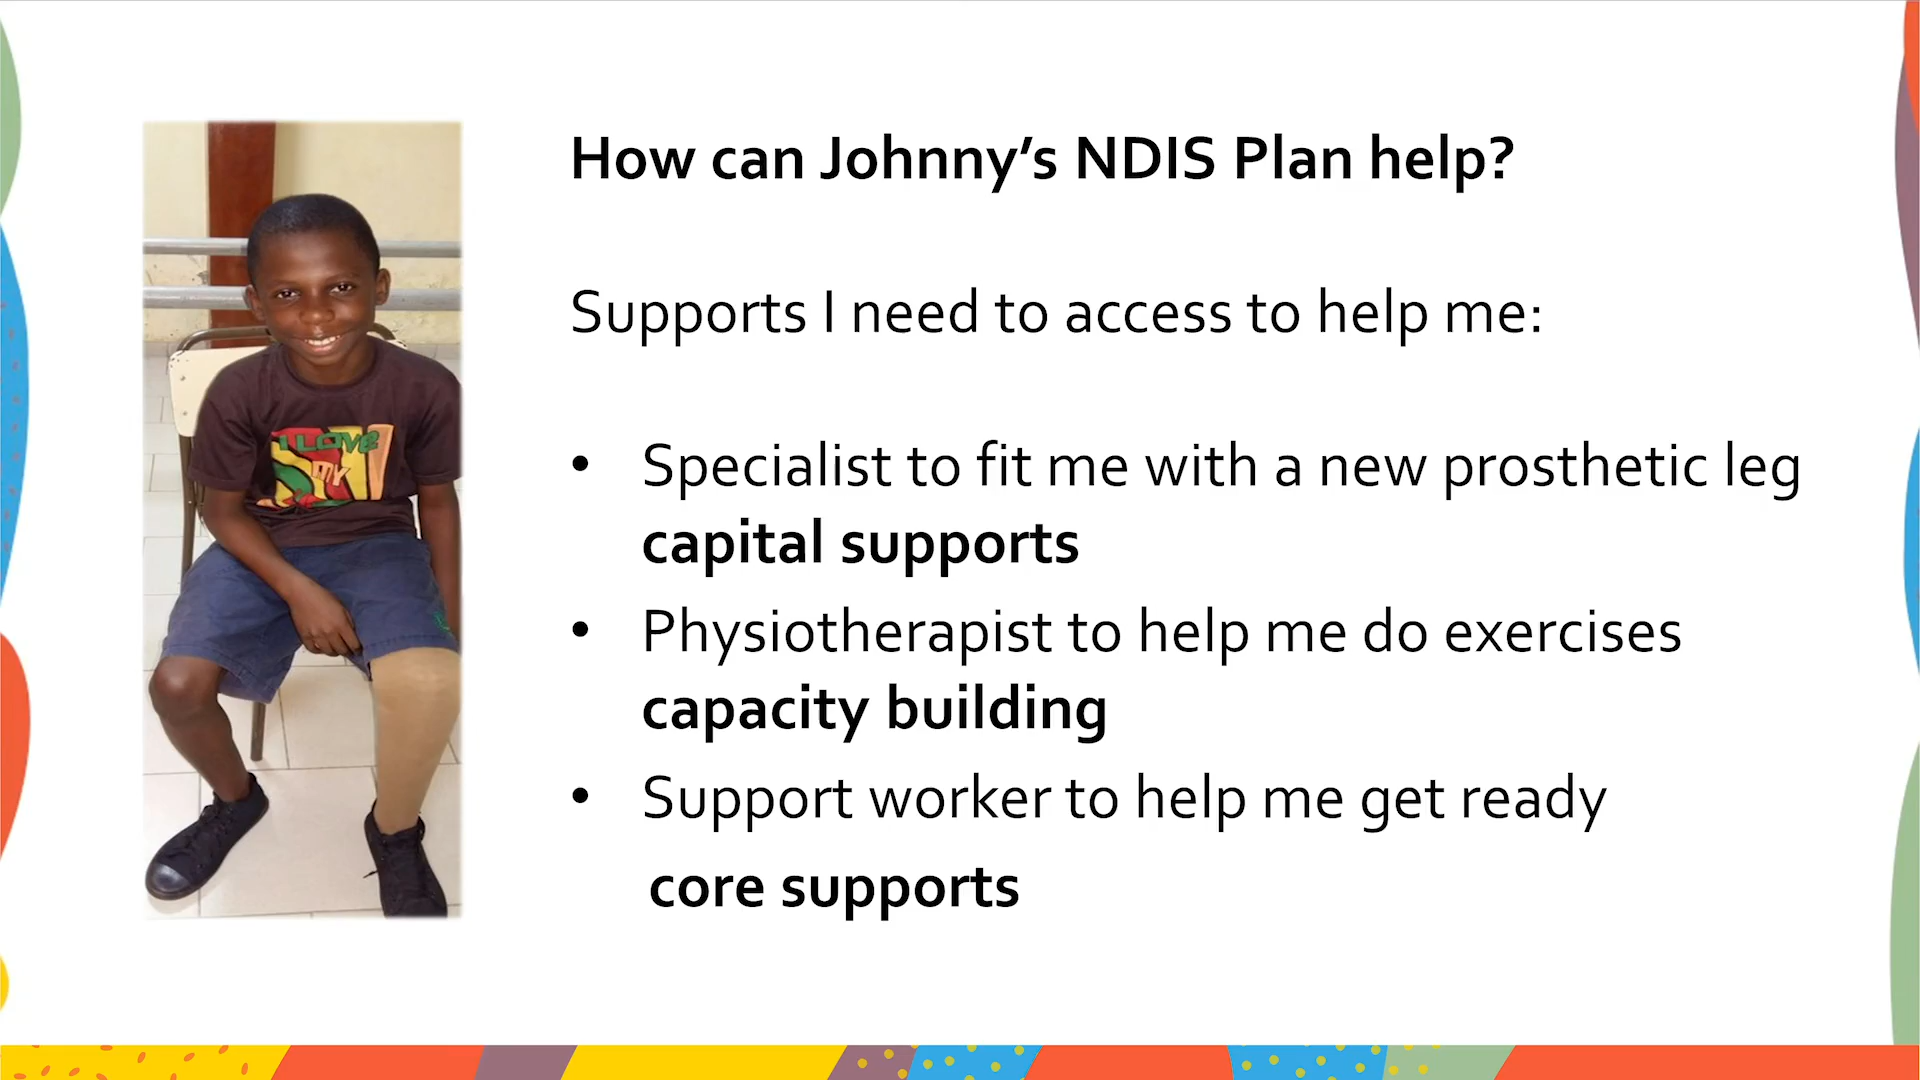 How can Johnny’s NDIS Plan help?
Supports I need to access to help me:
• Specialist to fit me with a new prosthetic leg
capital supports
• Physiotherapist to help me do exercises
capacity building
• Support worker to help me get ready
core supports
I LOVE
MY